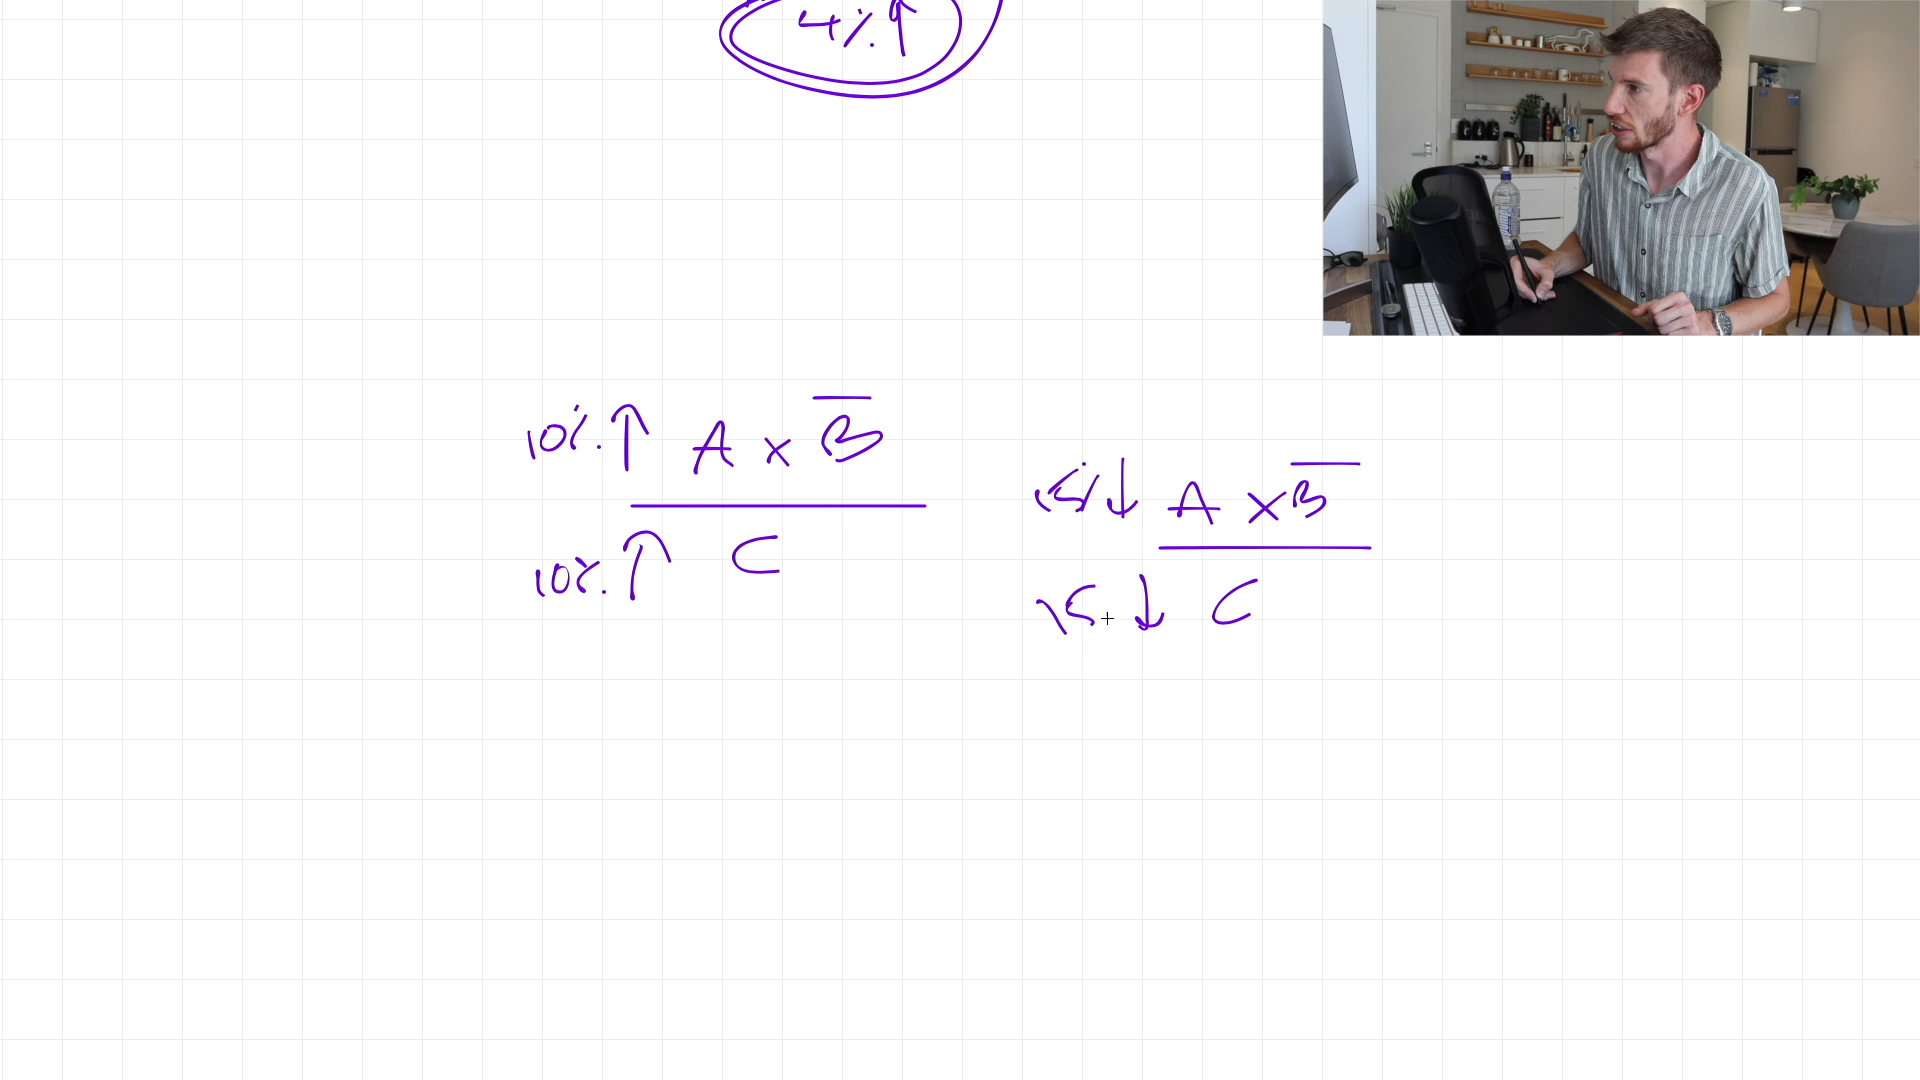 4%.↑
10%.↑ A × B̅
10%.↑ C
15%↓ A × B̅
15 ↓ C